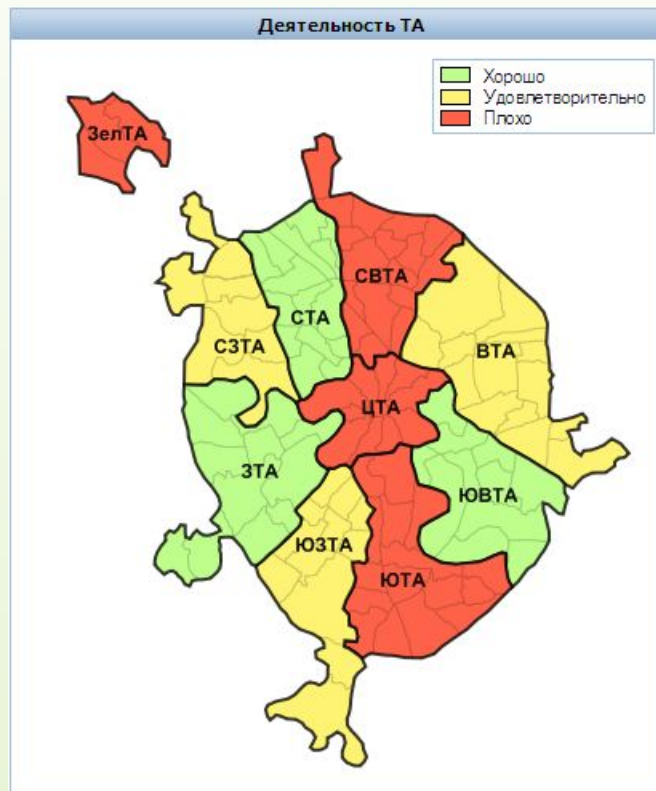 Деятельность ТА
Хорошо
Удовлетворительно
Плохо
ЗелТА
СВТА
СТА
СЗТА
ВТА
ЦТА
ЗТА
ЮВТА
ЮЗТА
ЮТА